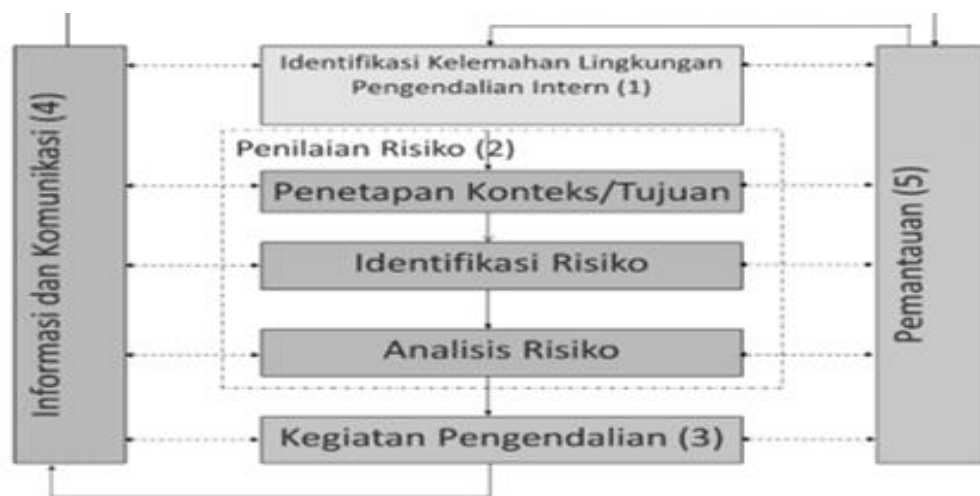 Informasi dan Komunikasi (4)
Identifikasi Kelemahan Lingkungan
Pengendalian Intern (1)
Penilaian Risiko (2)
Penetapan Konteks/Tujuan
Identifikasi Risiko
Analisis Risiko
Kegiatan Pengendalian (3)
Pemantauan (5)